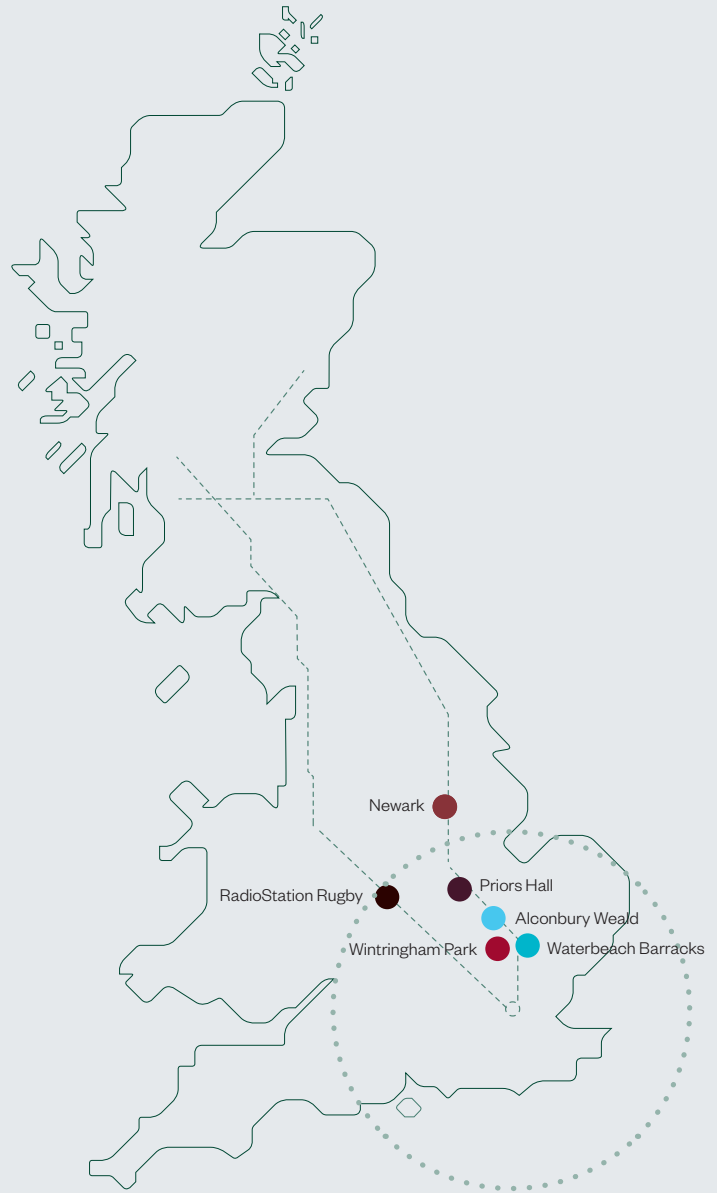 Newark
Priors Hall
RadioStation Rugby
Alconbury Weald
Wintringham Park
Waterbeach Barracks